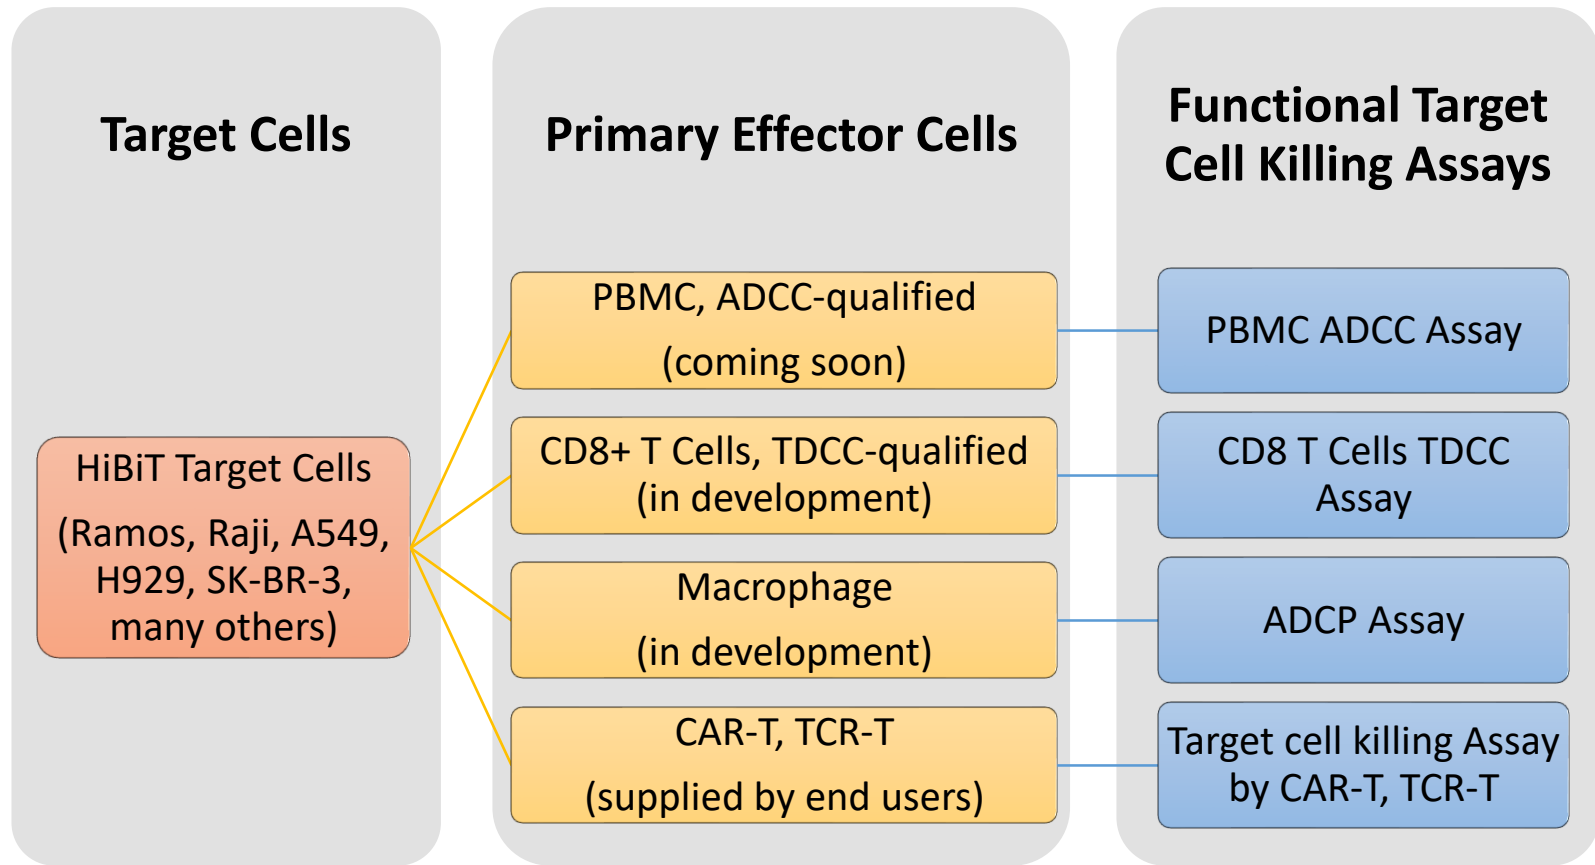 Target Cells
HiBiT Target Cells
(Ramos, Raji, A549,
H929, SK-BR-3,
many others)
Primary Effector Cells
PBMC, ADCC-qualified
(coming soon)
CD8+ T Cells, TDCC-qualified
(in development)
Macrophage
(in development)
CAR-T, TCR-T
(supplied by end users)
Functional Target
Cell Killing Assays
PBMC ADCC Assay
CD8 T Cells TDCC
Assay
ADCP Assay
Target cell killing Assay
by CAR-T, TCR-T